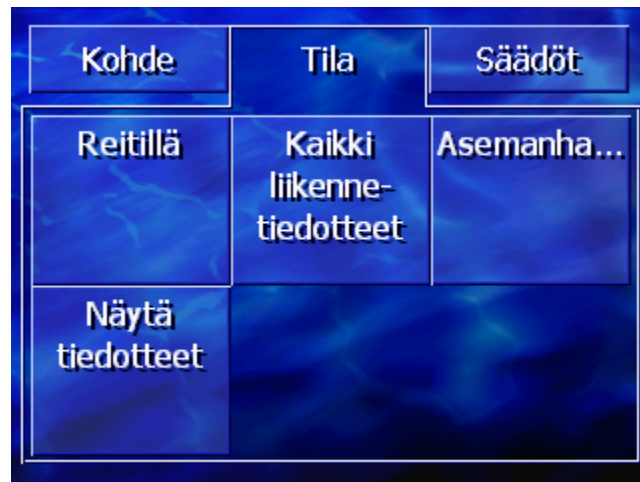 Kohde Tila Säädöt
Reitillä Kaikki Asemanha...
liikenne-
tiedotteet
Näytä
tiedotteet